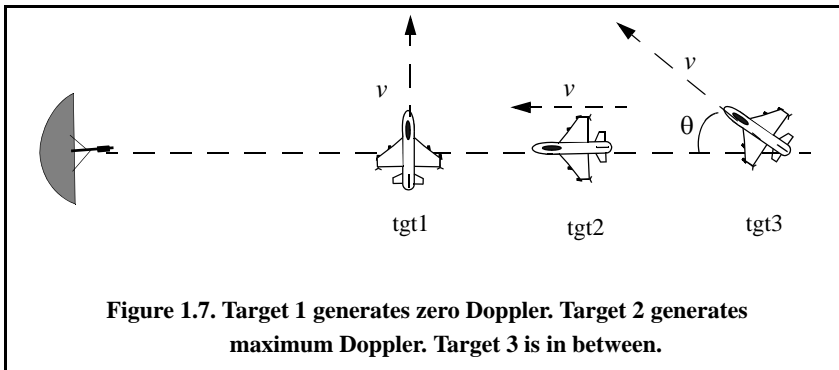 v
v
v
θ
tgt1
tgt2
tgt3
Figure 1.7. Target 1 generates zero Doppler. Target 2 generates
maximum Doppler. Target 3 is in between.